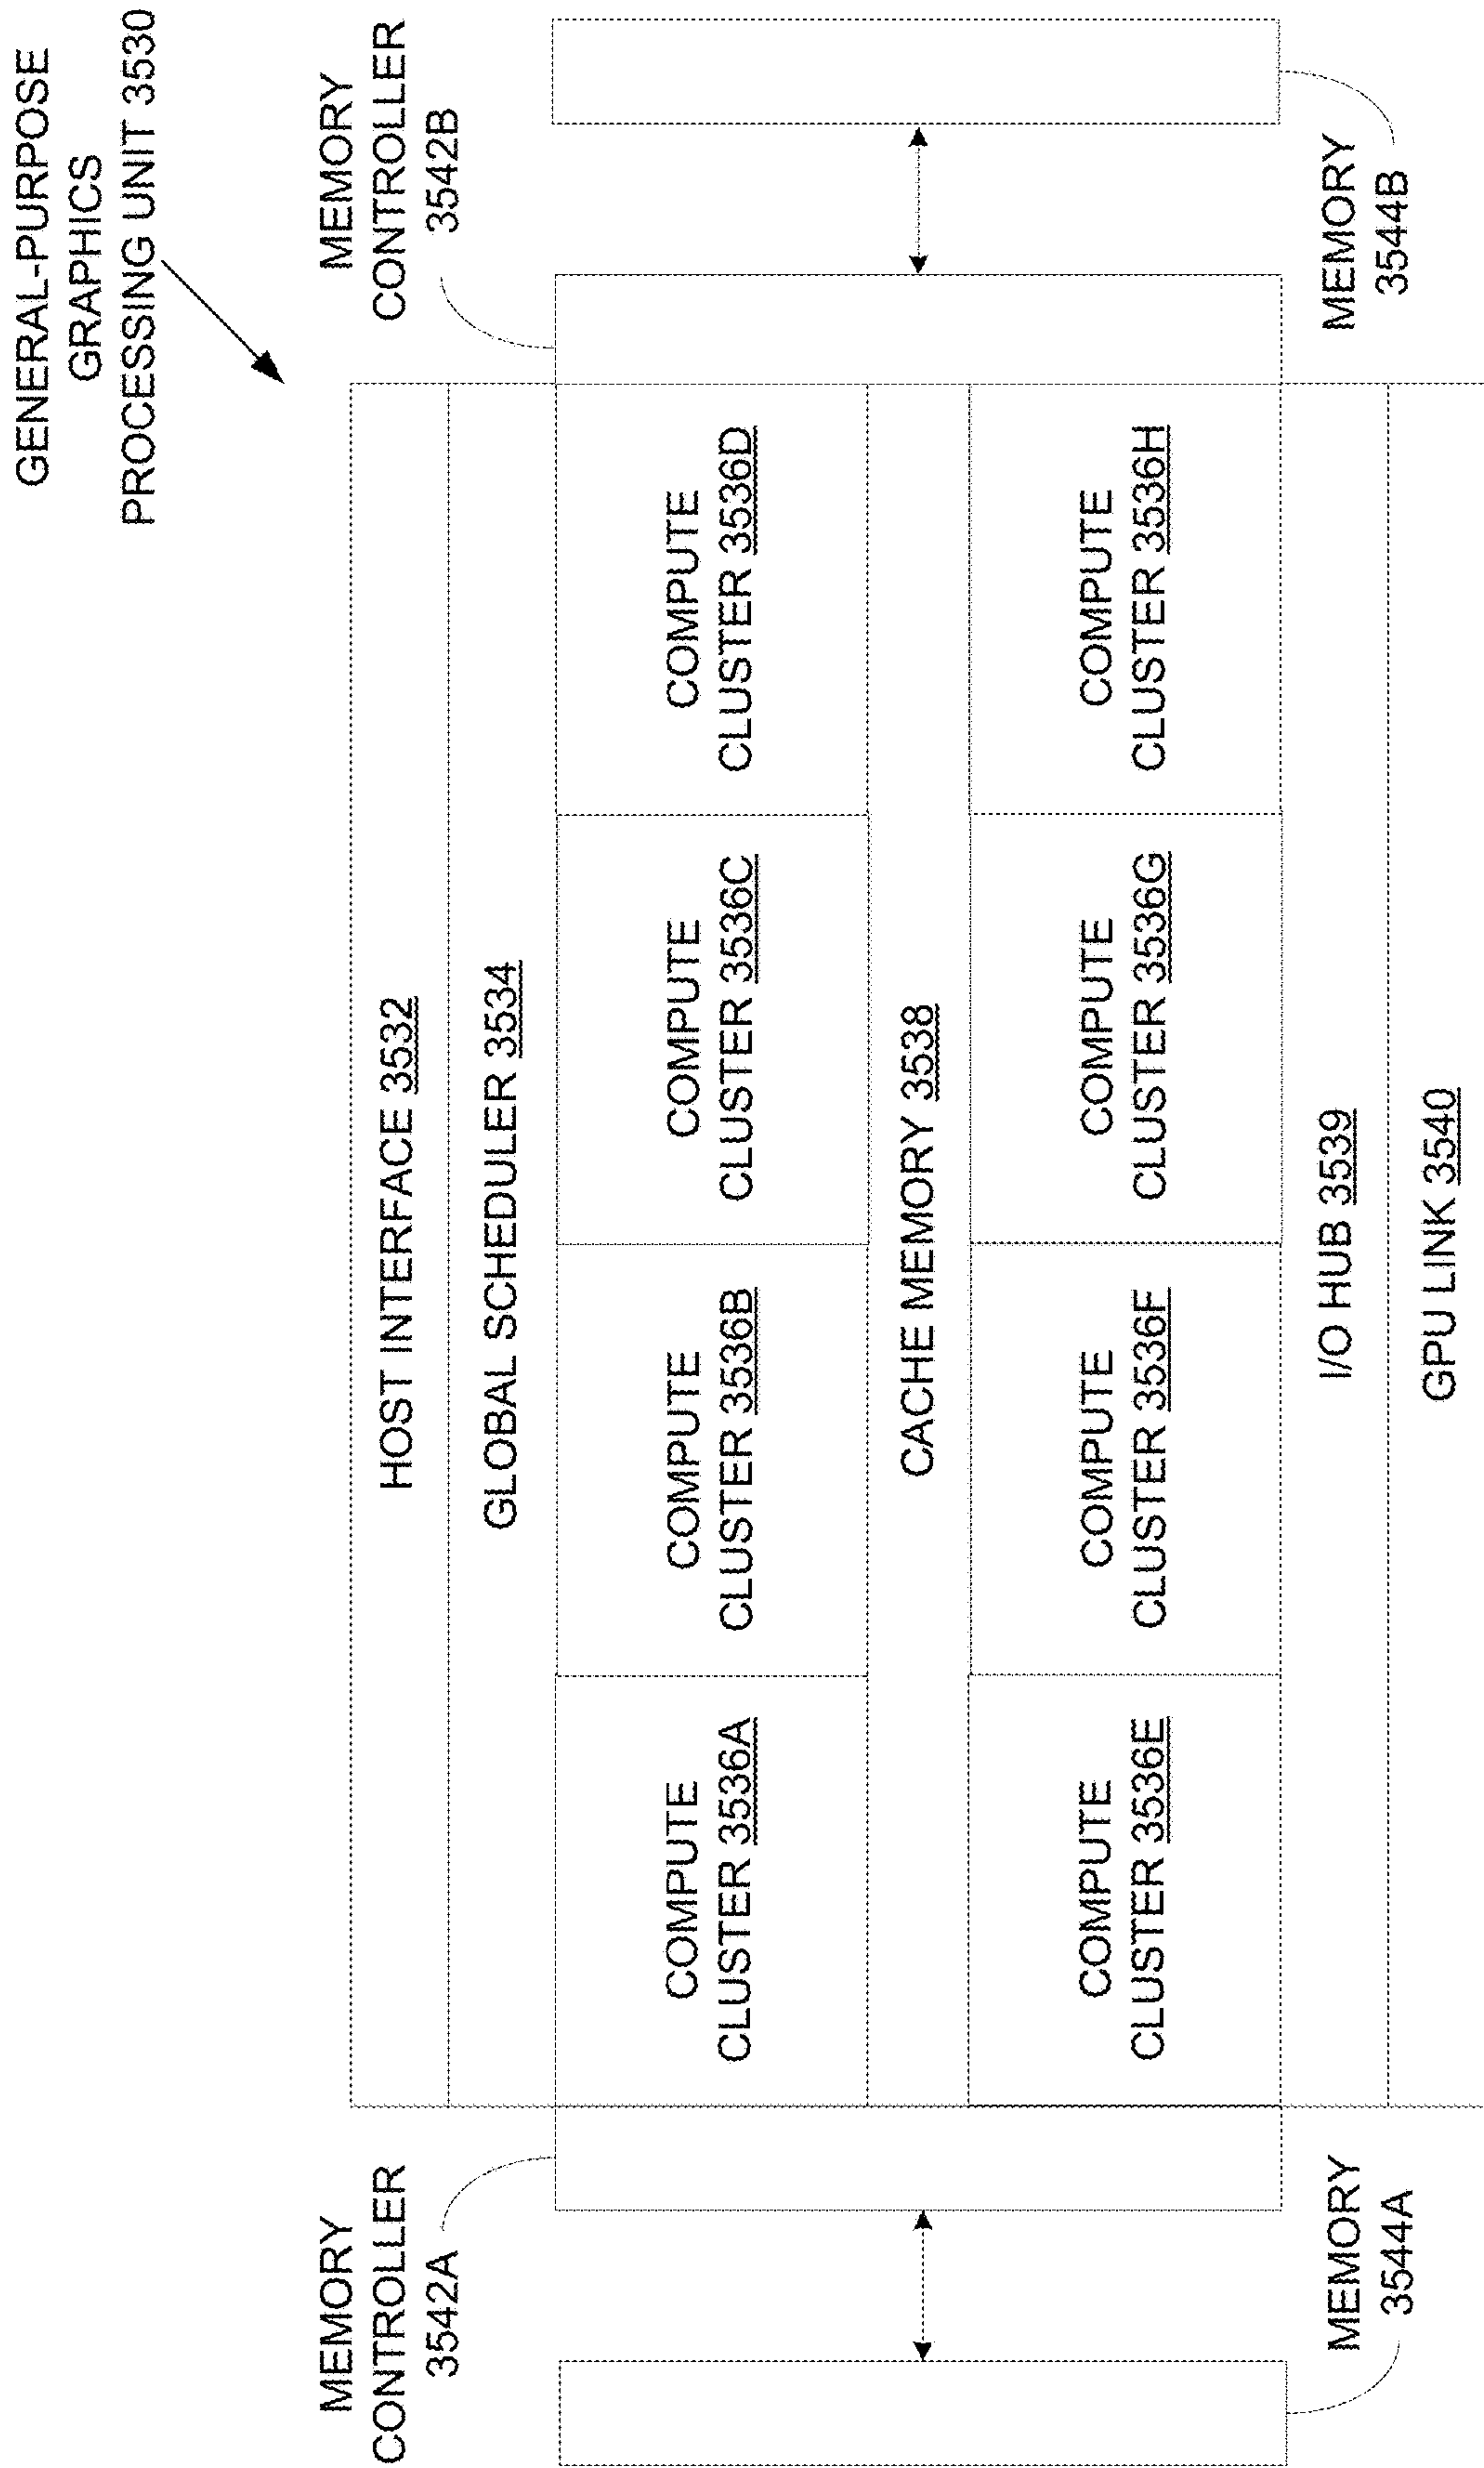 GENERAL-PURPOSE
GRAPHICS
PROCESSING UNIT 3530
MEMORY
CONTROLLER
3542A
MEMORY
CONTROLLER
3542B
HOST INTERFACE 3532
GLOBAL SCHEDULER 3534
COMPUTE
CLUSTER 3536A
COMPUTE
CLUSTER 3536B
COMPUTE
CLUSTER 3536C
COMPUTE
CLUSTER 3536D
CACHE MEMORY 3538
COMPUTE
CLUSTER 3536E
COMPUTE
CLUSTER 3536F
COMPUTE
CLUSTER 3536G
COMPUTE
CLUSTER 3536H
I/O HUB 3539
GPU LINK 3540
MEMORY
3544A
MEMORY
3544B